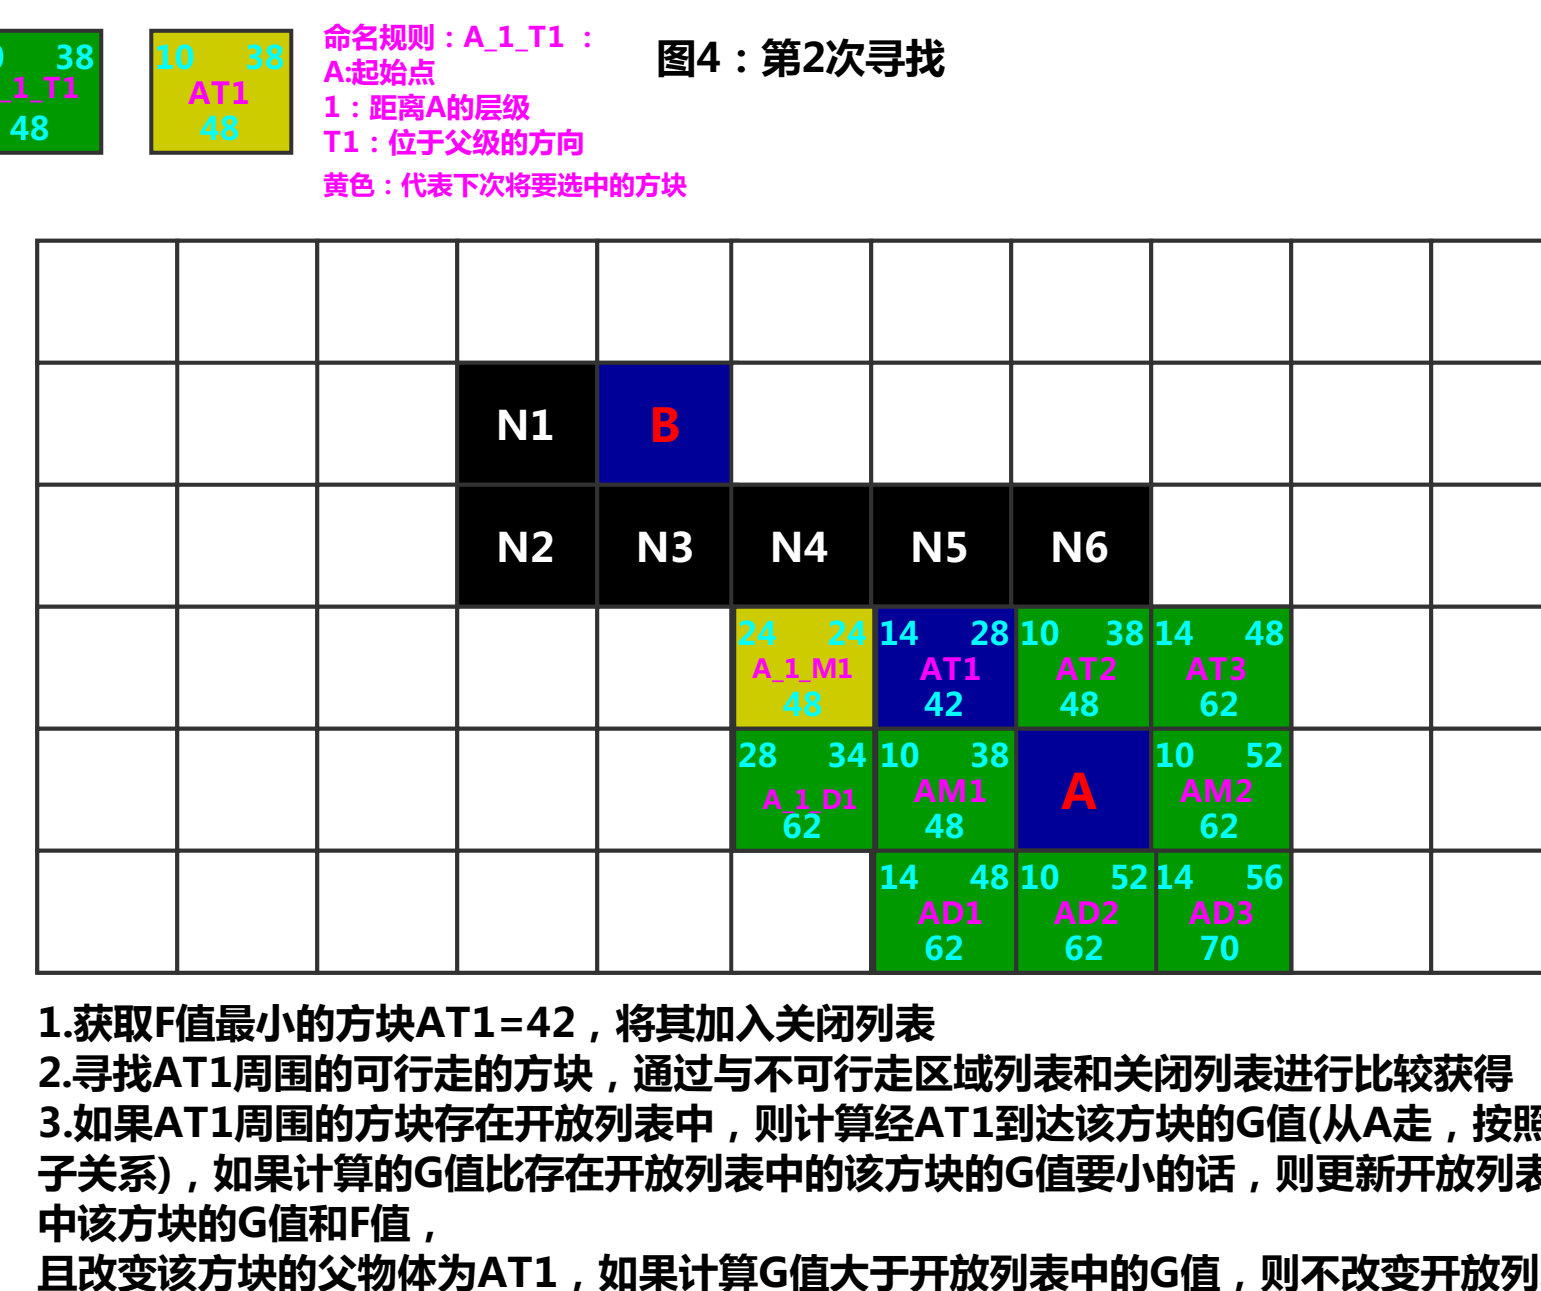 38 10 38
_1_T1 AT1
48 48
命名规则：A_1_T1 ：
A:起始点
1：距离A的层级
T1：位于父级的方向
黄色：代表下次将要选中的方块
图4：第2次寻找
N1 B
N2 N3 N4 N5 N6
24 24 14 28 10 38 14 48
A_1_M1 AT1 AT2 AT3
48 42 48 62
28 34 10 38 10 52
A_1_D1 AM1 A AM2
62 48 62
14 48 10 52 14 56
AD1 AD2 AD3
62 62 70
1.获取F值最小的方块AT1=42，将其加入关闭列表
2.寻找AT1周围的可行走的方块，通过与不可行走区域列表和关闭列表进行比较获得
3.如果AT1周围的方块存在开放列表中，则计算经AT1到达该方块的G值(从A走，按照
子关系)，如果计算的G值比存在开放列表中的该方块的G值要小的话，则更新开放列表
中该方块的G值和F值，
且改变该方块的父物体为AT1，如果计算G值大于开放列表中的G值，则不改变开放列